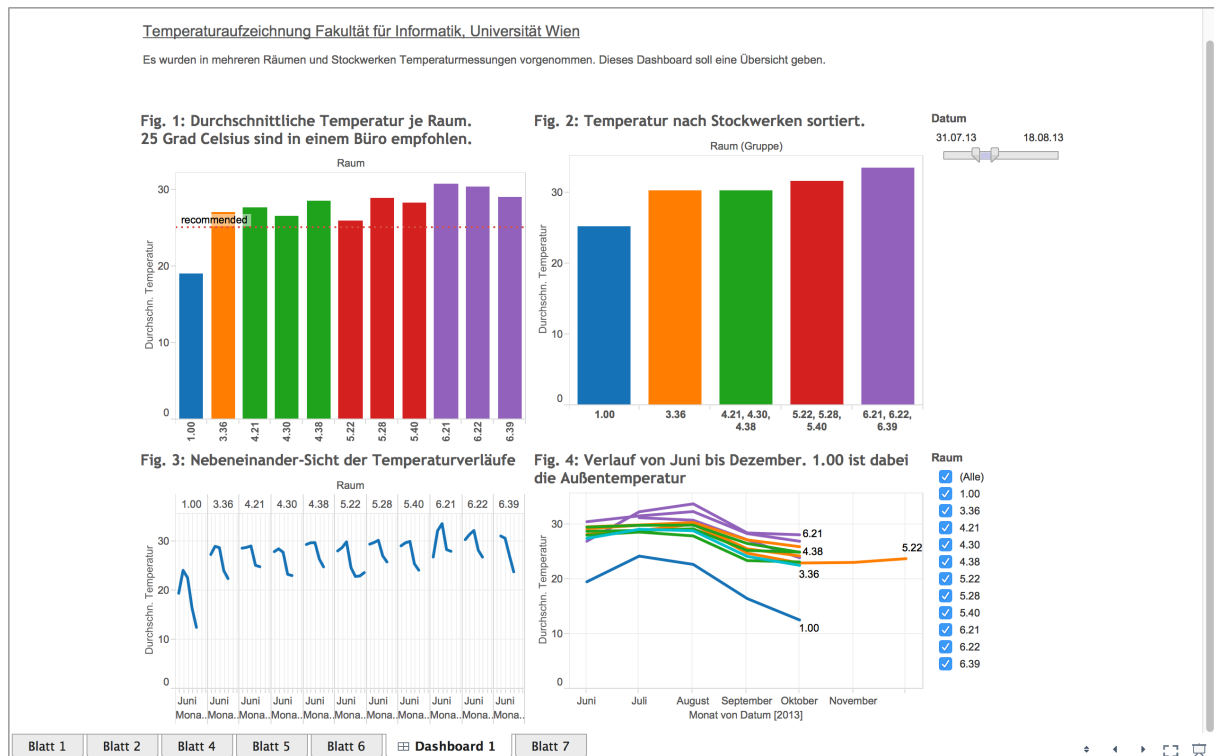 Temperaturaufzeichnung Fakultät für Informatik, Universität Wien
Es wurden in mehreren Räumen und Stockwerken Temperaturmessungen vorgenommen. Dieses Dashboard soll eine Übersicht geben.
Fig. 1: Durchschnittliche Temperatur je Raum.
25 Grad Celsius sind in einem Büro empfohlen.
Raum
Durchschn. Temperatur
30
20
10
0
recommended
1.00 3.36 4.21 4.30 4.38 5.22 5.28 5.40 6.21 6.22 6.39
Fig. 2: Temperatur nach Stockwerken sortiert.
Raum (Gruppe)
Durchschn. Temperatur
30
20
10
0
1.00 3.36 4.21, 4.30, 5.22, 5.28, 6.21, 6.22,
4.38 5.40 6.39
Datum
31.07.13 18.08.13
Fig. 3: Nebeneinander-Sicht der Temperaturverläufe
Raum
1.00 3.36 4.21 4.30 4.38 5.22 5.28 5.40 6.21 6.22 6.39
Durchschn. Temperatur
30
20
10
0
Juni Juni Juni Juni Juni Juni Juni Juni Juni Juni Juni
Mona.. Mona.. Mona.. Mona.. Mona.. Mona.. Mona.. Mona.. Mona.. Mona.. Mona..
Fig. 4: Verlauf von Juni bis Dezember. 1.00 ist dabei
die Außentemperatur
Durchschn. Temperatur
30
20
10
0
6.21
4.38
5.22
3.36
1.00
Juni Juli August September Oktober November
Monat von Datum [2013]
Raum
(Alle)
1.00
3.36
4.21
4.30
4.38
5.22
5.28
5.40
6.21
6.22
6.39
Blatt 1 Blatt 2 Blatt 4 Blatt 5 Blatt 6 Dashboard 1 Blatt 7